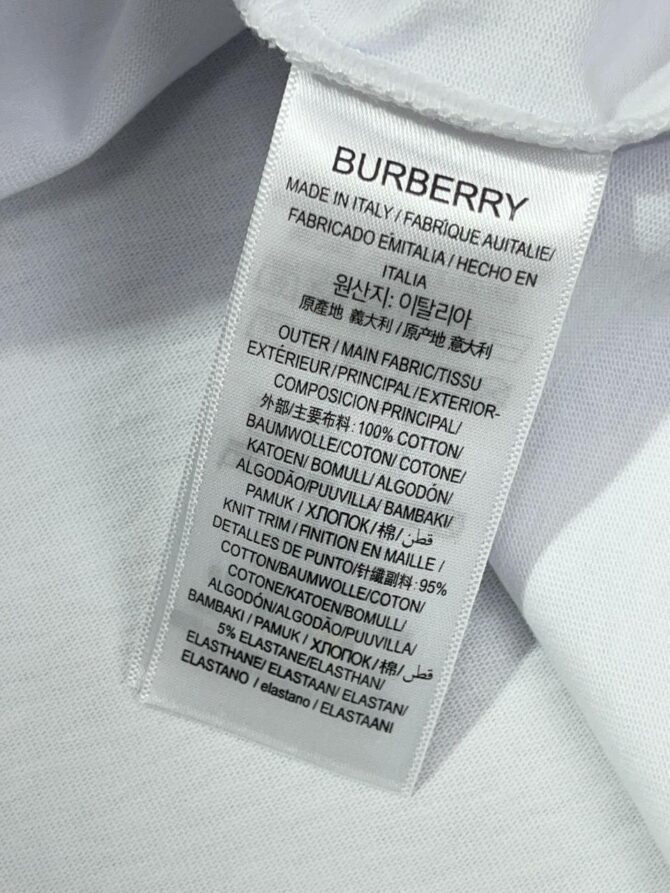 BURBERRY
MADE IN ITALY / FABRIQUE AUITALIE/
FABRICADO EMITALIA / HECHO EN
ITALIA
원산지: 이탈리아
原產地 義大利 / 原产地 意大利
OUTER / MAIN FABRIC/TISSU
EXTÉRIEUR/PRINCIPAL/EXTERIOR-
COMPOSICION PRINCIPAL/
外部/主要布料: 100% COTTON/
BAUMWOLLE/COTON/ COTONE/
KATOEN/ BOMULL/ ALGODÓN/
ALGODÃO/PUUVILLA/ BAMBAKI/
PAMUK / ХЛОПОК / 棉/ قطن/
KNIT TRIM / FINITION EN MAILLE /
DETALLES DE PUNTO/针纖副料: 95%
COTTON/BAUMWOLLE/COTON/
COTONE/KATOEN/BOMULL/
ALGODÓN/ALGODÃO/PUUVILLA/
BAMBAKI / PAMUK / ХЛОПОК / 棉/ قطن/
5% ELASTANE/ELASTHAN/
ELASTHANE/ ELASTAAN/ ELASTAN/
ELASTANO / elastano / ELASTAANI